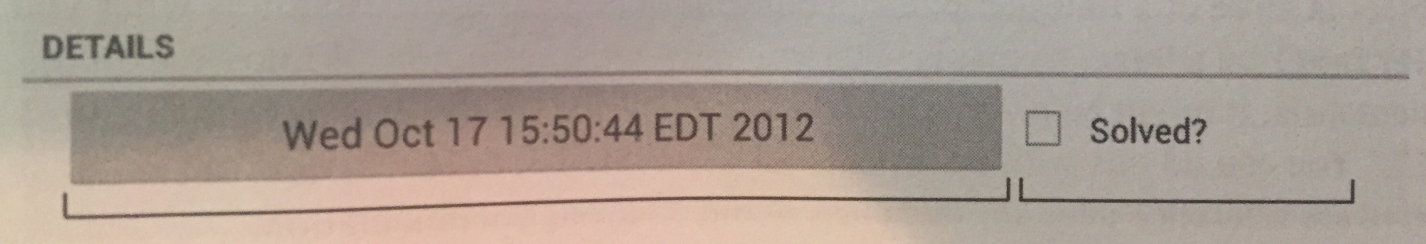 DETAILS
Wed Oct 17 15:50:44 EDT 2012 Solved?